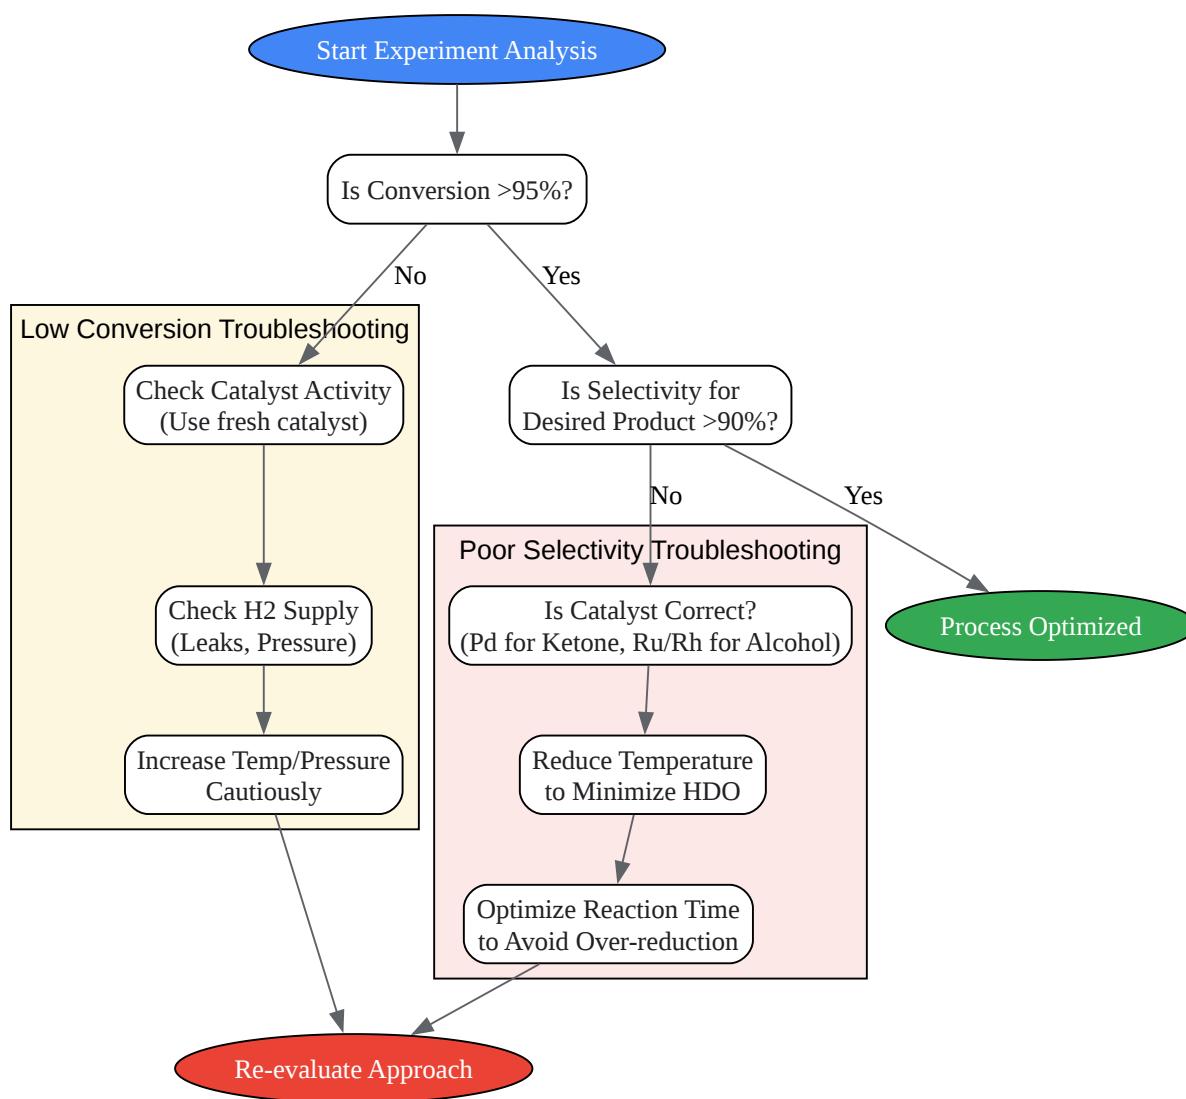 Start Experiment Analysis
Is Conversion >95%?
No
Yes
Low Conversion Troubleshooting
Check Catalyst Activity
(Use fresh catalyst)
Is Selectivity for
Desired Product >90%?
No
Yes
Poor Selectivity Troubleshooting
Check H2 Supply
(Leaks, Pressure)
Is Catalyst Correct?
(Pd for Ketone, Ru/Rh for Alcohol)
Process Optimized
Increase Temp/Pressure
Cautiously
Reduce Temperature
to Minimize HDO
Optimize Reaction Time
to Avoid Over-reduction
Re-evaluate Approach